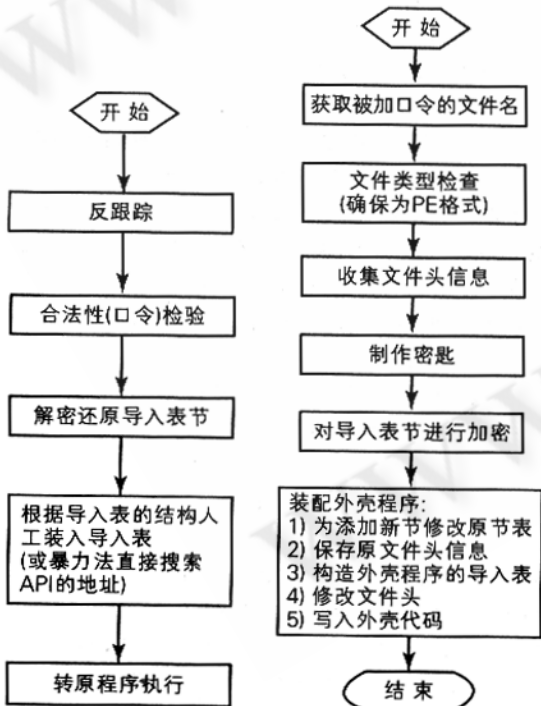 开 始
反跟踪
合法性(口令)检验
解密还原导入表节
根据导入表的结构人
工装入导入表
(或暴力法直接搜索
API的地址)
转原程序执行
开 始
获取被加口令的文件名
文件类型检查
(确保为PE格式)
收集文件头信息
制作密匙
对导入表节进行加密
装配外壳程序:
1) 为添加新节修改原节表
2) 保存原文件头信息
3) 构造外壳程序的导入表
4) 修改文件头
5) 写入外壳代码
结 束